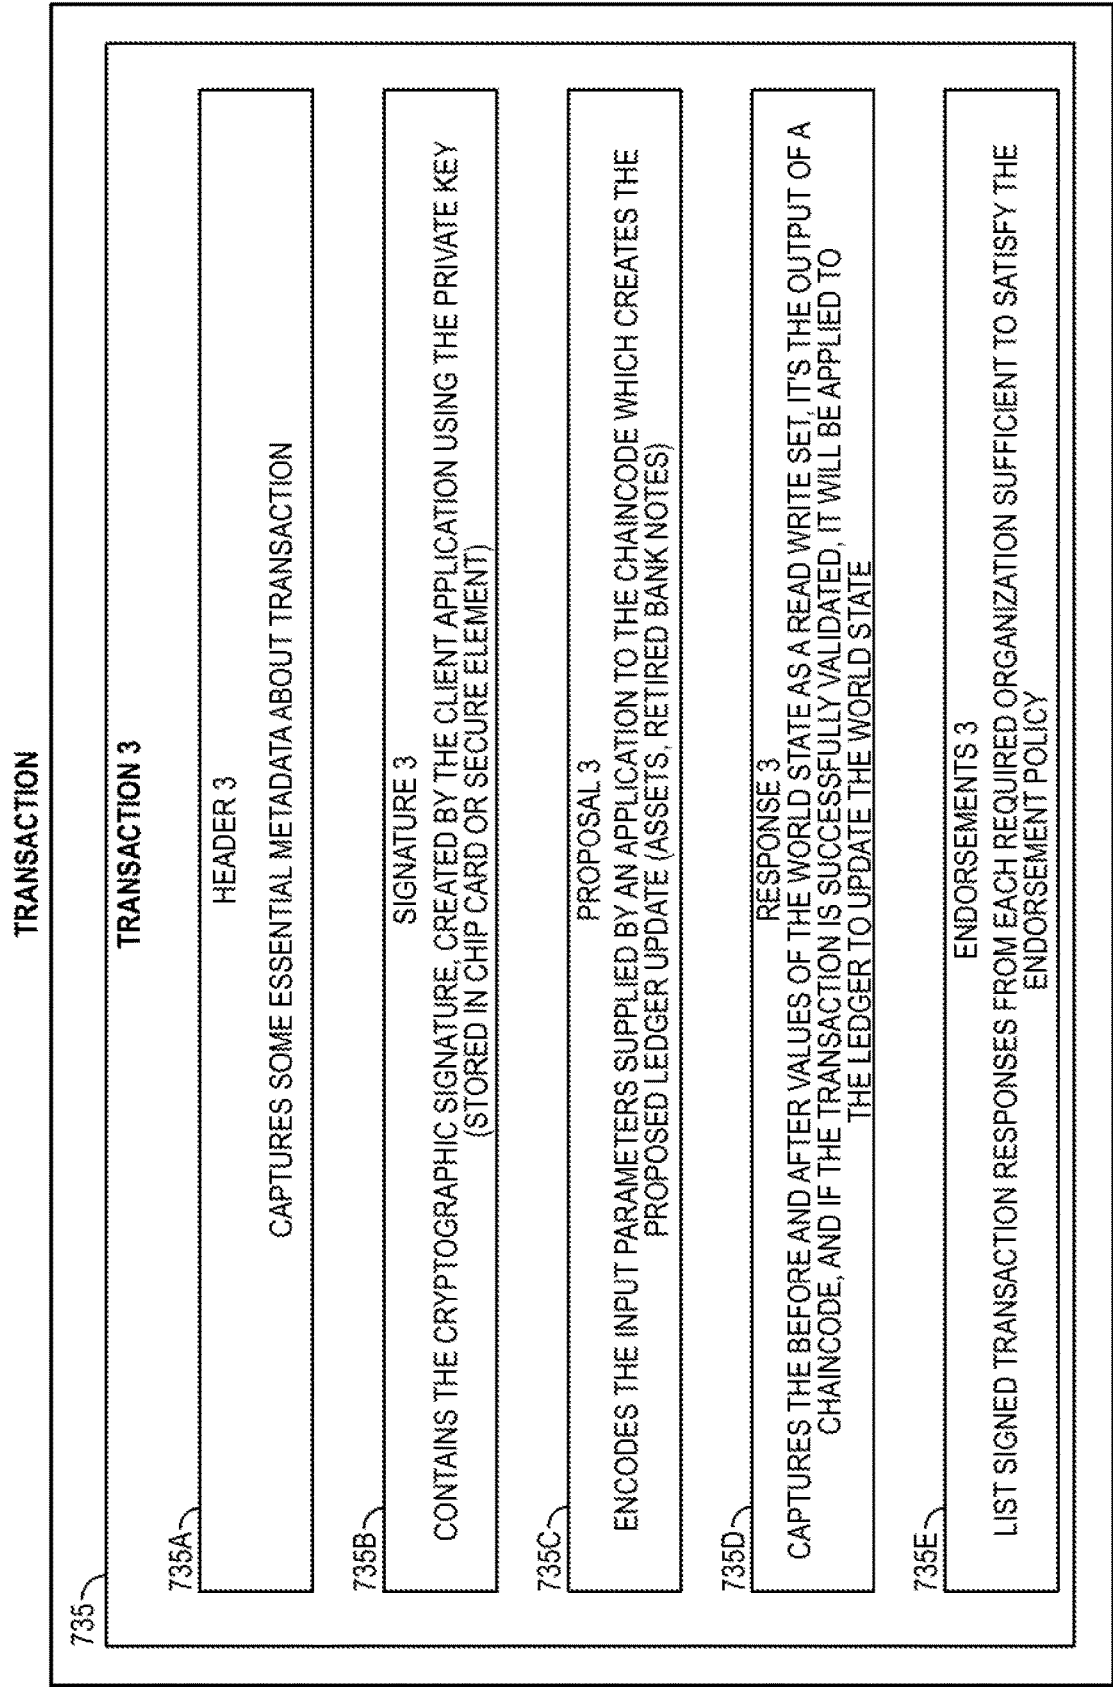 TRANSACTION
735
TRANSACTION 3
735A
HEADER 3
CAPTURES SOME ESSENTIAL METADATA ABOUT TRANSACTION
735B
SIGNATURE 3
CONTAINS THE CRYPTOGRAPHIC SIGNATURE, CREATED BY THE CLIENT APPLICATION USING THE PRIVATE KEY
(STORED IN CHIP CARD OR SECURE ELEMENT)
735C
PROPOSAL 3
ENCODES THE INPUT PARAMETERS SUPPLIED BY AN APPLICATION TO THE CHAINCODE WHICH CREATES THE
PROPOSED LEDGER UPDATE (ASSETS, RETIRED BANK NOTES)
735D
RESPONSE 3
CAPTURES THE BEFORE AND AFTER VALUES OF THE WORLD STATE AS A READ WRITE SET, IT'S THE OUTPUT OF A
CHAINCODE, AND IF THE TRANSACTION IS SUCCESSFULLY VALIDATED, IT WILL BE APPLIED TO
THE LEDGER TO UPDATE THE WORLD STATE
735E
ENDORSEMENTS 3
LIST SIGNED TRANSACTION RESPONSES FROM EACH REQUIRED ORGANIZATION SUFFICIENT TO SATISFY THE
ENDORSEMENT POLICY